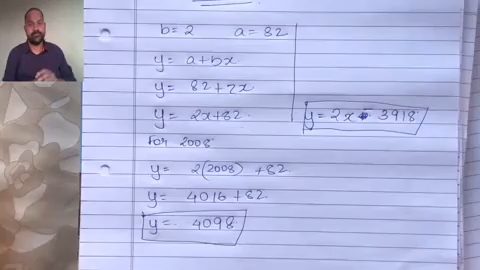 b=2 a=82
y= a+bx
y= 82+2x
y= 2x+82.
y=2x - 3918
for 2008
y= 2(2008) +82
y= 4016+82
y=. 4098